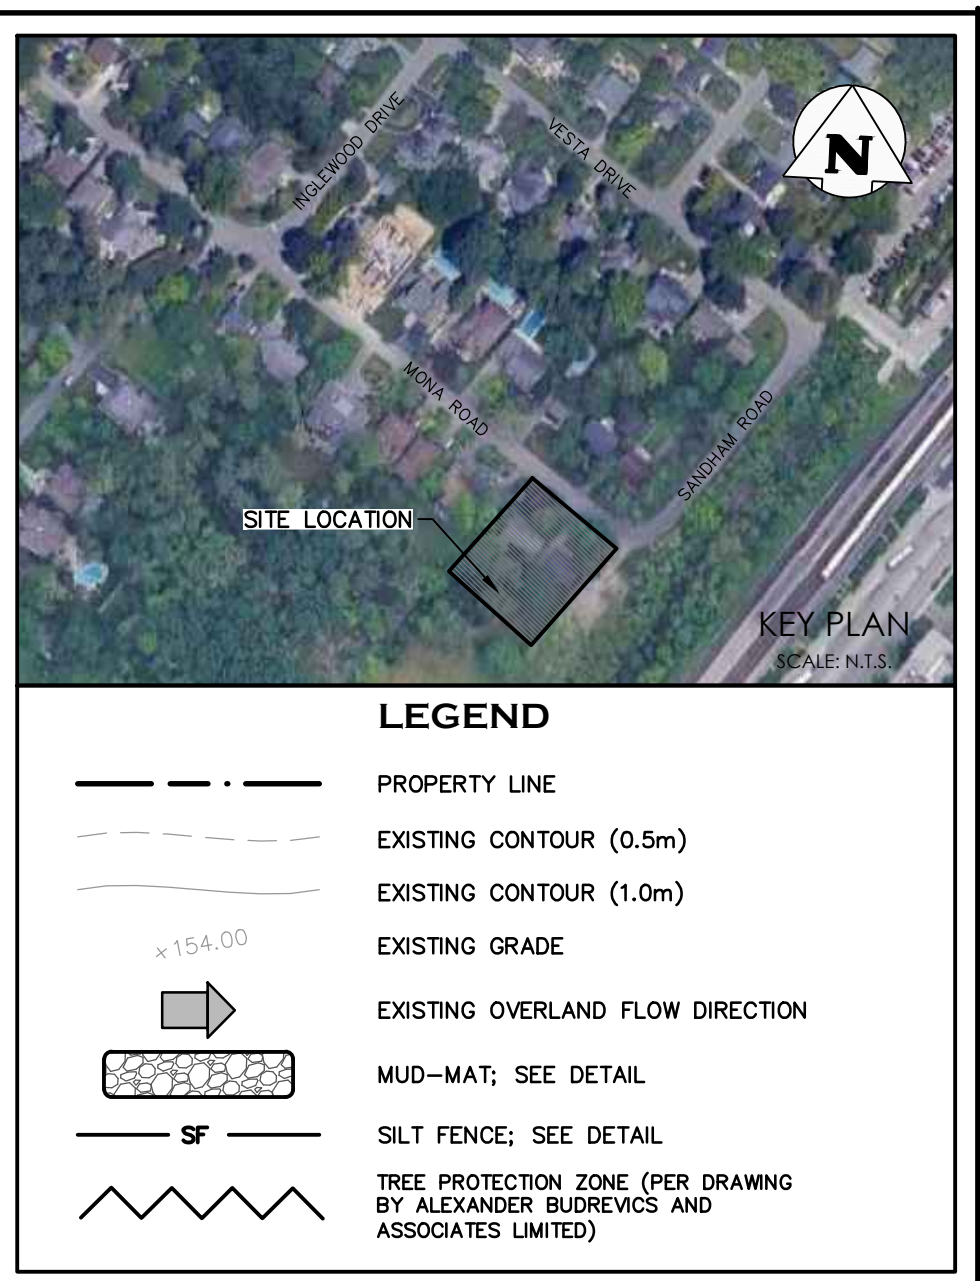 INGLEWOOD DRIVE
VESTA DRIVE
N
MONA ROAD
SANDHAM ROAD
SITE LOCATION
KEY PLAN
SCALE: N.T.S.
LEGEND
PROPERTY LINE
EXISTING CONTOUR (0.5m)
EXISTING CONTOUR (1.0m)
×154.00 EXISTING GRADE
EXISTING OVERLAND FLOW DIRECTION
MUD-MAT; SEE DETAIL
SF SILT FENCE; SEE DETAIL
TREE PROTECTION ZONE (PER DRAWING
BY ALEXANDER BUDREVICS AND
ASSOCIATES LIMITED)